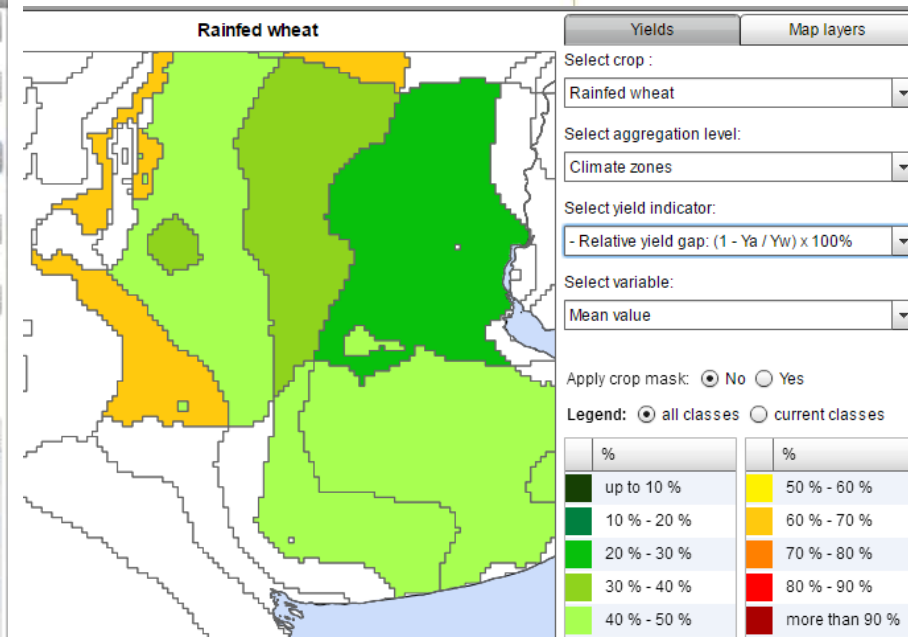 Rainfed wheat
Yields
Map layers
Select crop :
Rainfed wheat
Select aggregation level:
Climate zones
Select yield indicator:
- Relative yield gap: (1 - Ya / Yw) x 100%
Select variable:
Mean value
Apply crop mask: No Yes
Legend: all classes current classes
% %
up to 10 % 50 % - 60 %
10 % - 20 % 60 % - 70 %
20 % - 30 % 70 % - 80 %
30 % - 40 % 80 % - 90 %
40 % - 50 % more than 90 %